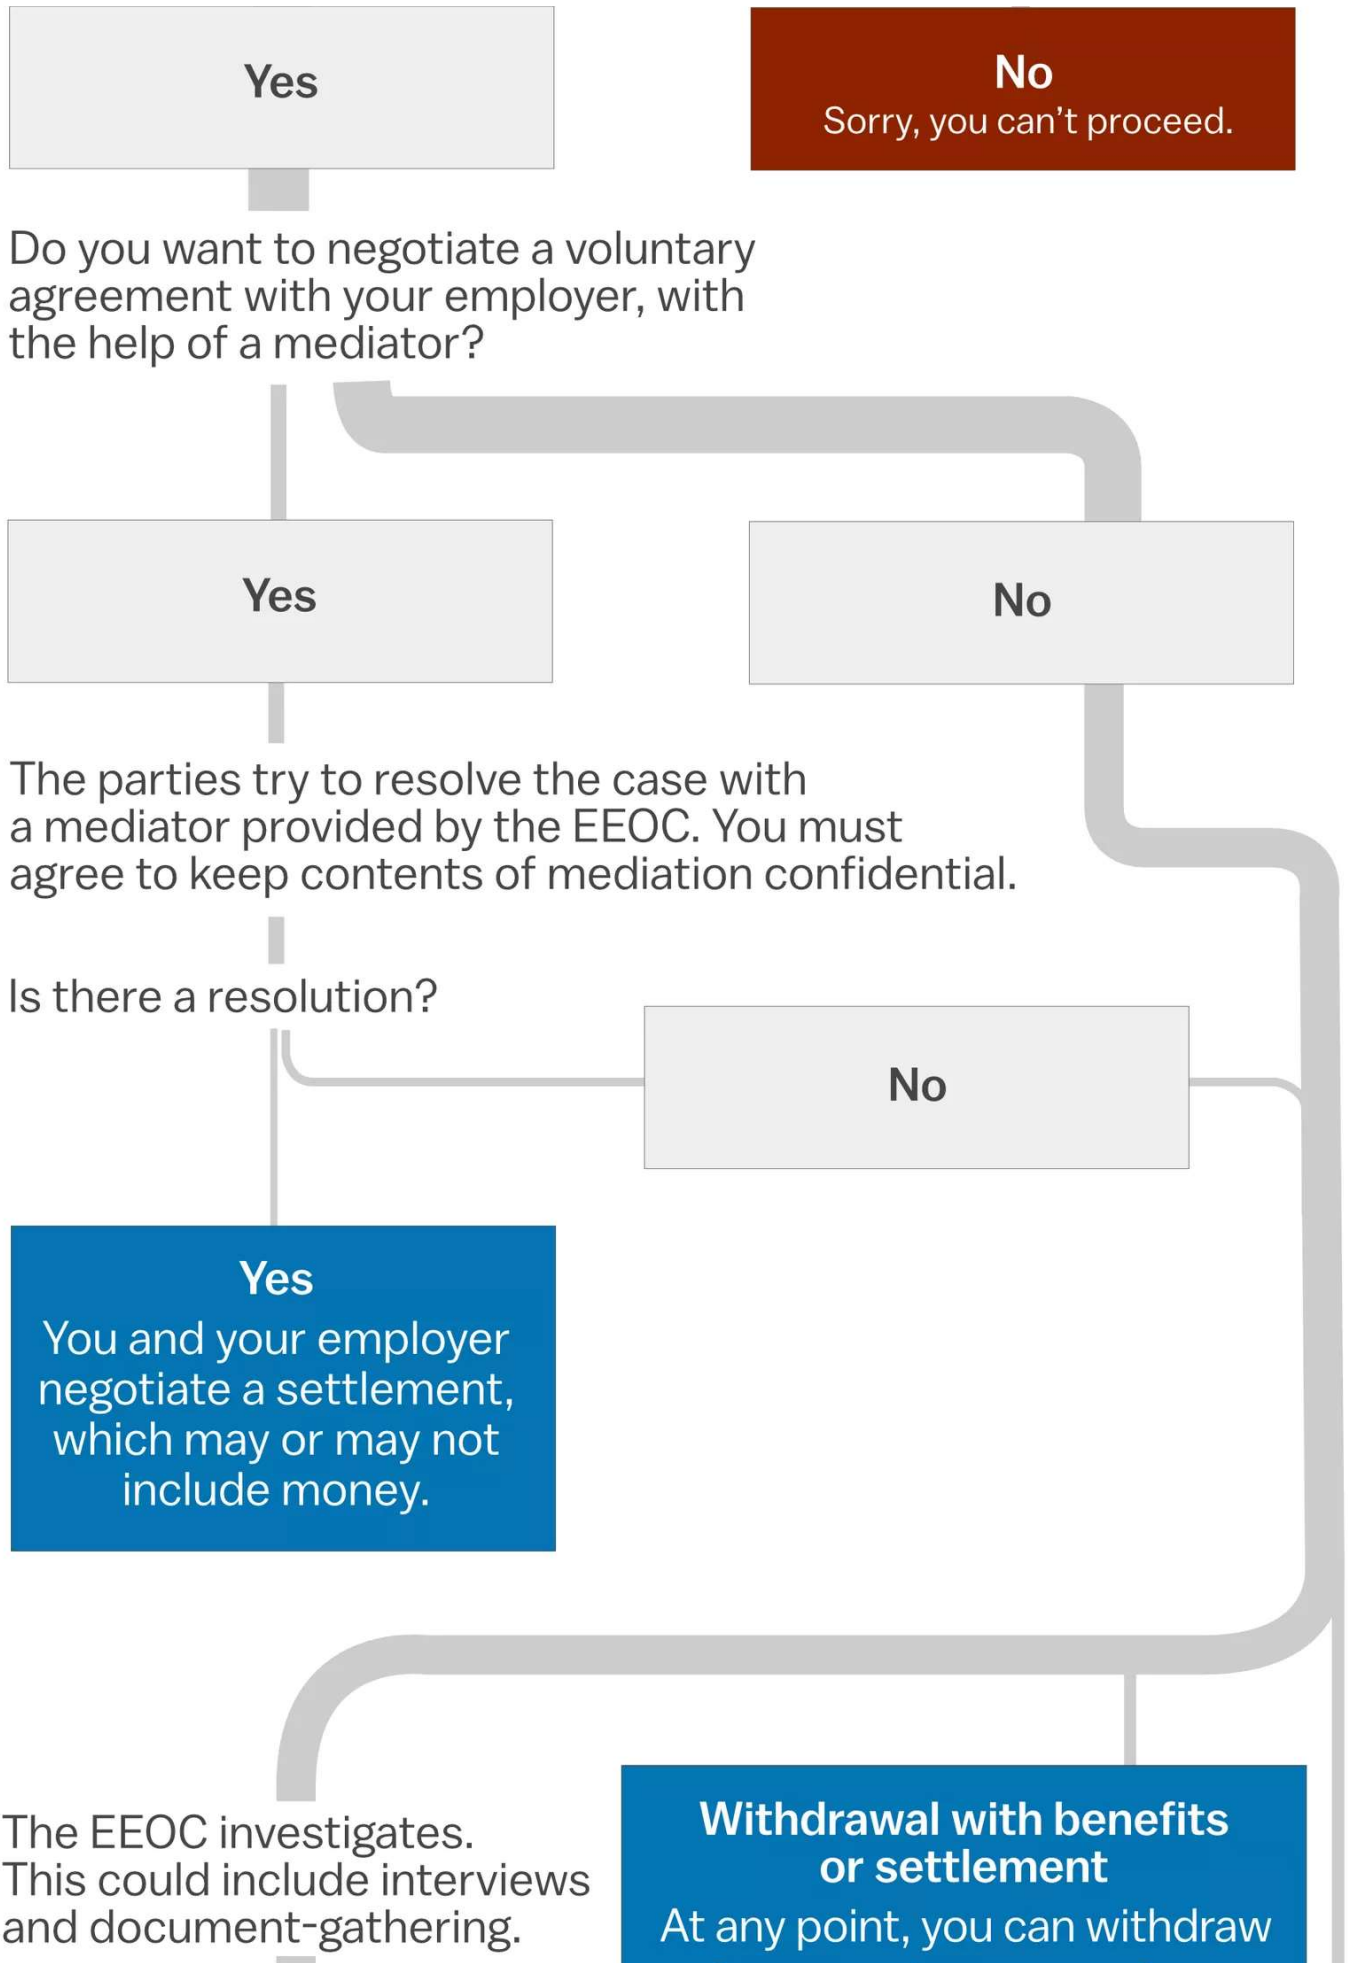 Yes
No
Sorry, you can’t proceed.
Do you want to negotiate a voluntary
agreement with your employer, with
the help of a mediator?
Yes
No
The parties try to resolve the case with
a mediator provided by the EEOC. You must
agree to keep contents of mediation confidential.
Is there a resolution?
No
Yes
You and your employer
negotiate a settlement,
which may or may not
include money.
The EEOC investigates.
This could include interviews
and document-gathering.
Withdrawal with benefits
or settlement
At any point, you can withdraw